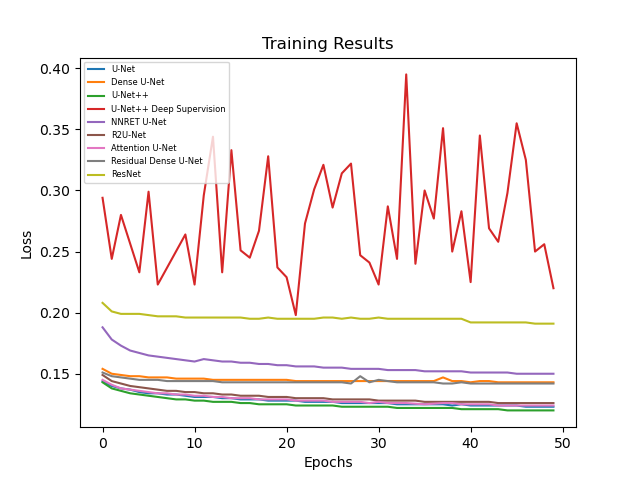 Training Results
0.40
0.35
0.30
0.25
0.20
0.15
Loss
U-Net
Dense U-Net
U-Net++
U-Net++ Deep Supervision
NNRET U-Net
R2U-Net
Attention U-Net
Residual Dense U-Net
ResNet
0 10 20 30 40 50
Epochs